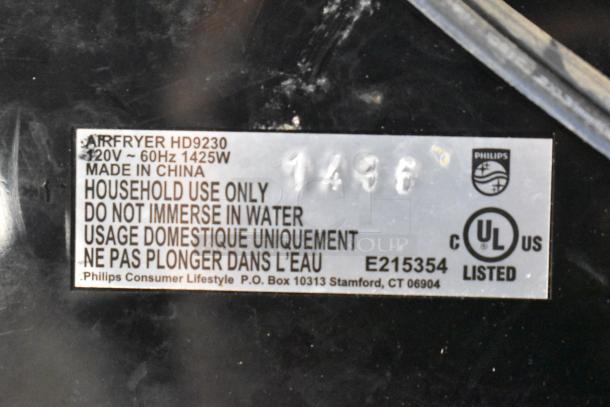 AIRFRYER HD9230
120V ~ 60Hz 1425W
MADE IN CHINA
1496
HOUSEHOLD USE ONLY
DO NOT IMMERSE IN WATER
USAGE DOMESTIQUE UNIQUEMENT
NE PAS PLONGER DANS L'EAU
E215354
Philips Consumer Lifestyle P.O. Box 10313 Stamford, CT 06904
PHILIPS
C UL US
LISTED